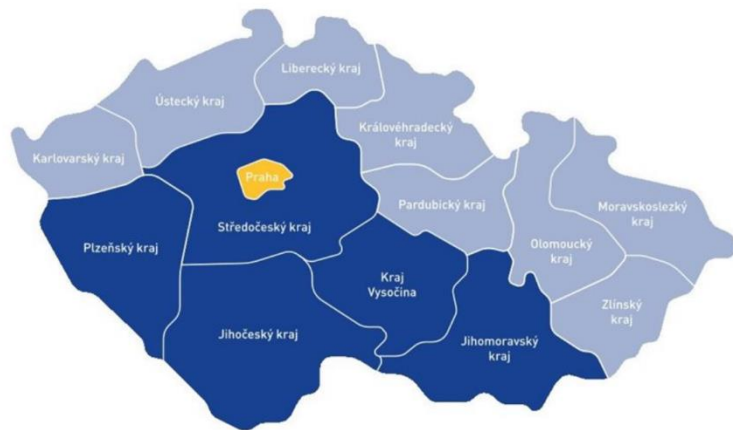 Liberecký kraj
Ústecký kraj
Královéhradecký
kraj
Karlovarský kraj
Praha
Pardubický kraj
Moravskoslezký
kraj
Středočeský kraj
Plzeňský kraj
Olomoucký
kraj
Kraj
Vysočina
Zlínský
kraj
Jihočeský kraj
Jihomoravský
kraj